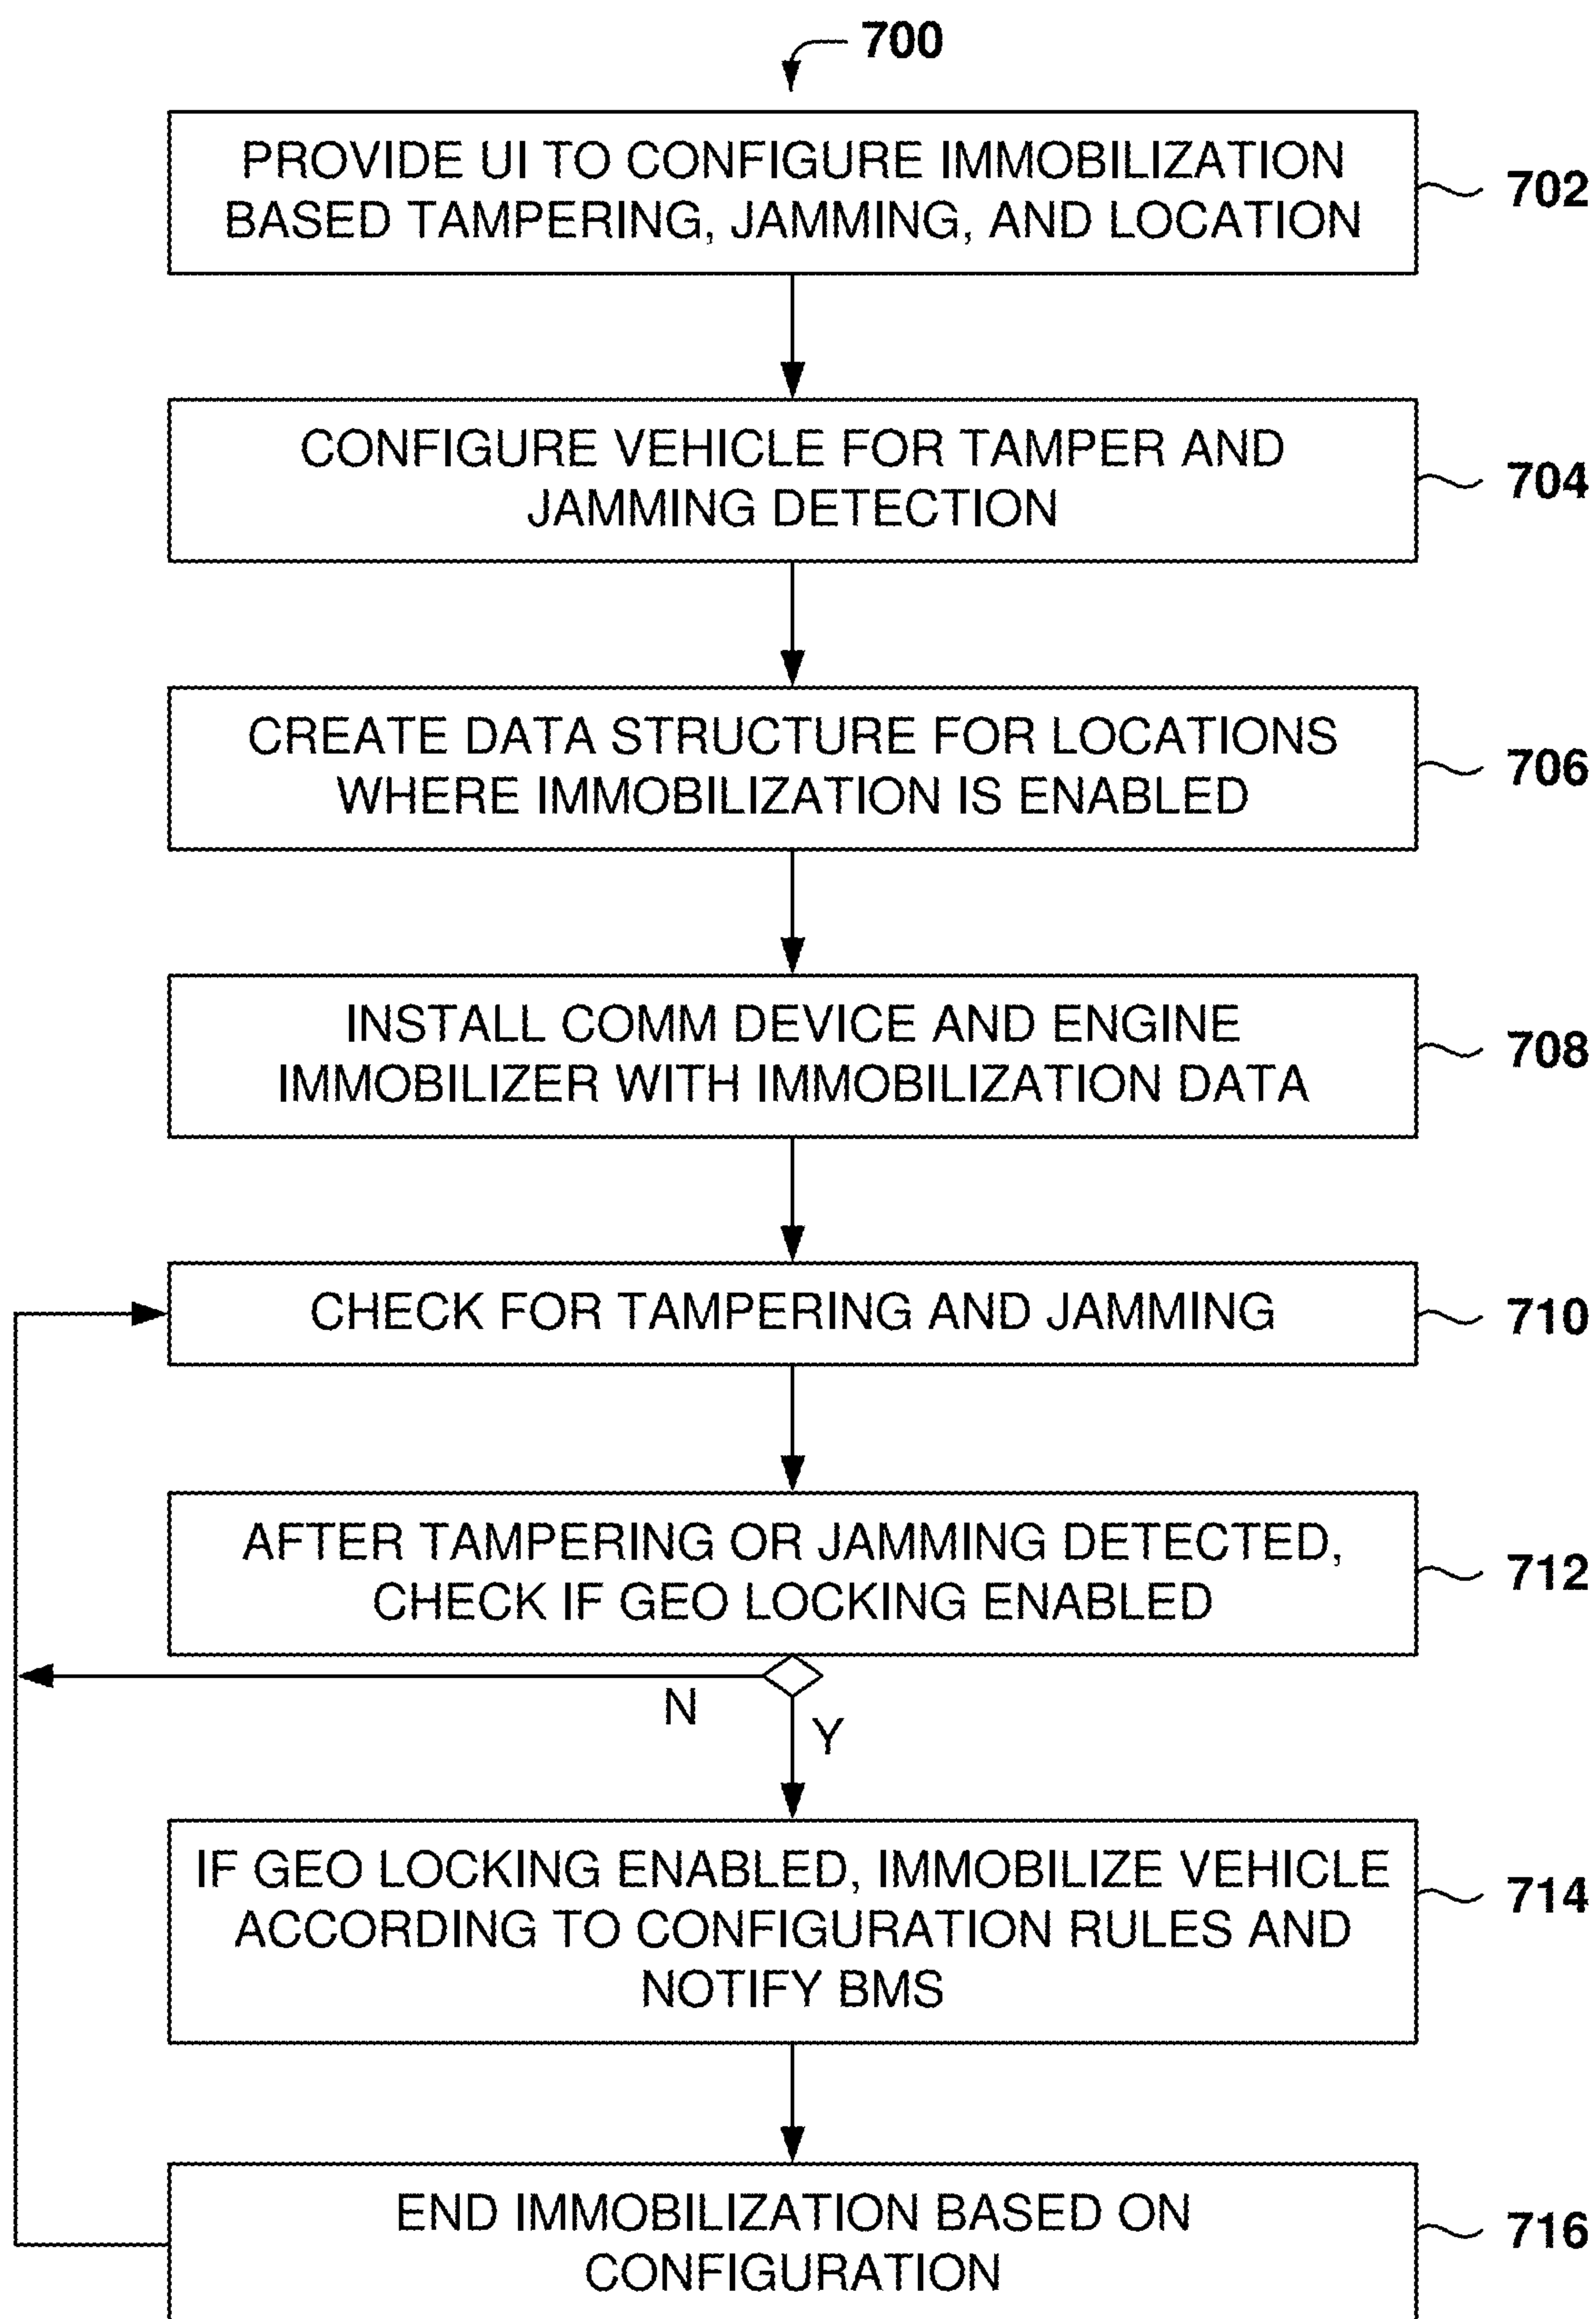 700
PROVIDE UI TO CONFIGURE IMMOBILIZATION
BASED TAMPERING, JAMMING, AND LOCATION
702
CONFIGURE VEHICLE FOR TAMPER AND
JAMMING DETECTION
704
CREATE DATA STRUCTURE FOR LOCATIONS
WHERE IMMOBILIZATION IS ENABLED
706
INSTALL COMM DEVICE AND ENGINE
IMMOBILIZER WITH IMMOBILIZATION DATA
708
CHECK FOR TAMPERING AND JAMMING
710
AFTER TAMPERING OR JAMMING DETECTED,
CHECK IF GEO LOCKING ENABLED
712
N
Y
IF GEO LOCKING ENABLED, IMMOBILIZE VEHICLE
ACCORDING TO CONFIGURATION RULES AND
NOTIFY BMS
714
END IMMOBILIZATION BASED ON
CONFIGURATION
716